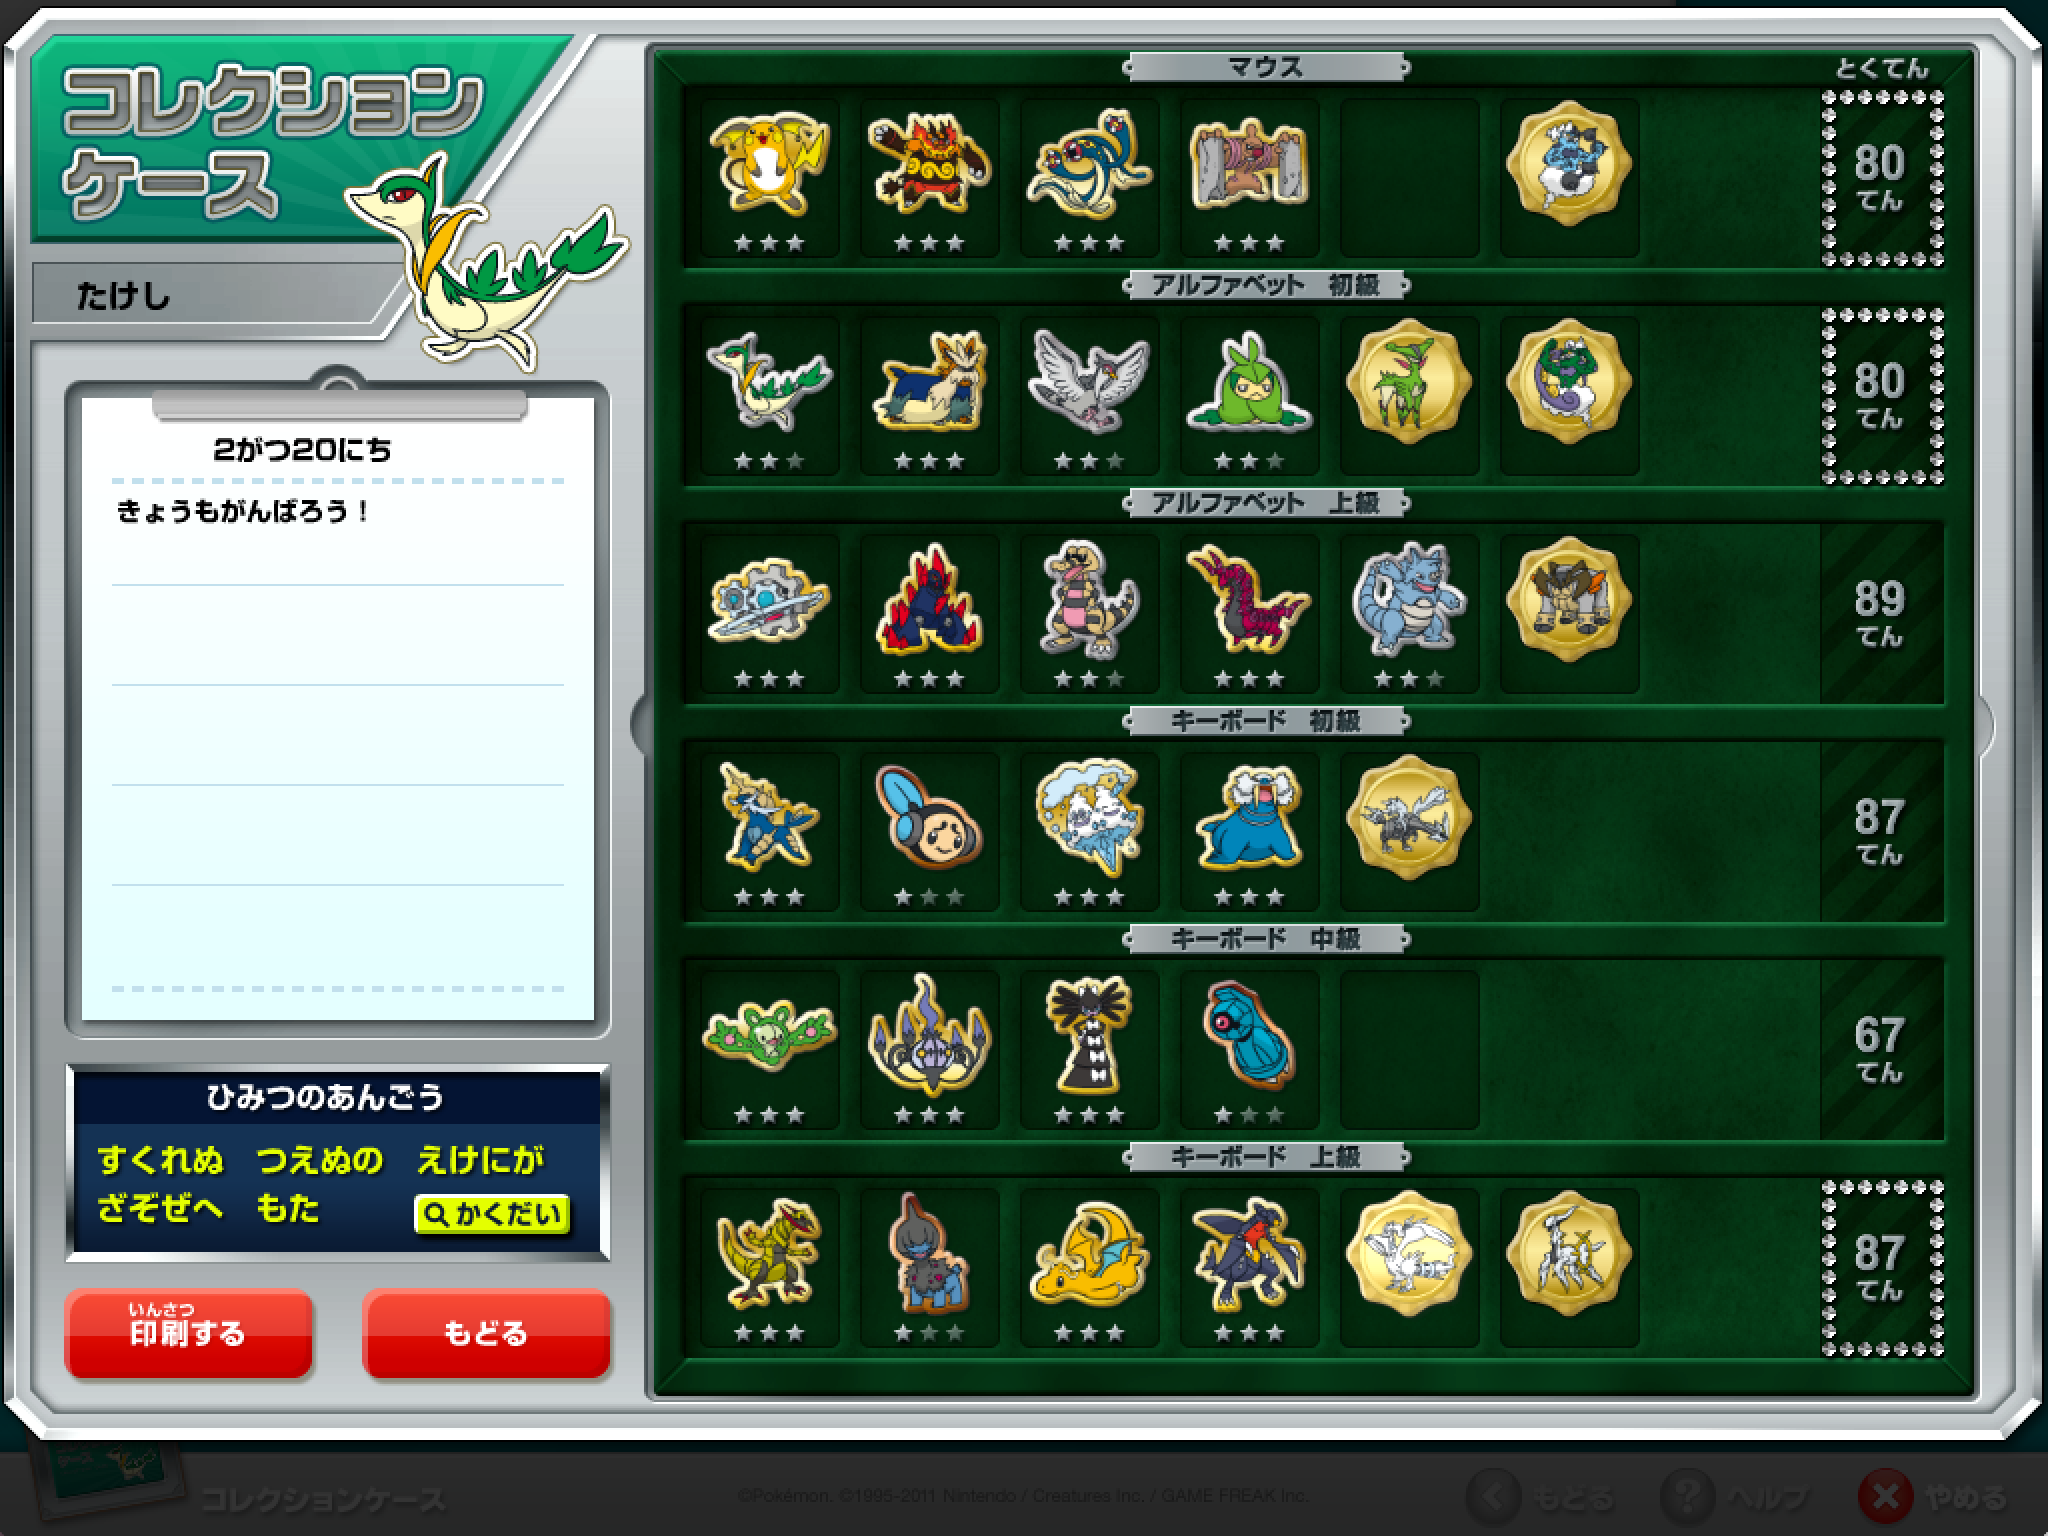 コレクション
ケース
たけし
2がつ20にち
きょうもがんばろう！
ひみつのあんごう
すくれぬ つえぬの えけにが
ざぞぜへ もた
かくだい
いんさつ
印刷する
もどる
マウス
とくてん
80
てん
アルファベット 初級
80
てん
アルファベット 上級
89
てん
キーボード 初級
87
てん
キーボード 中級
67
てん
キーボード 上級
87
てん
コレクションケース
©Pokémon. ©1995-2011 Nintendo / Creatures Inc. / GAME FREAK Inc.
もどる
? ヘルプ
やめる